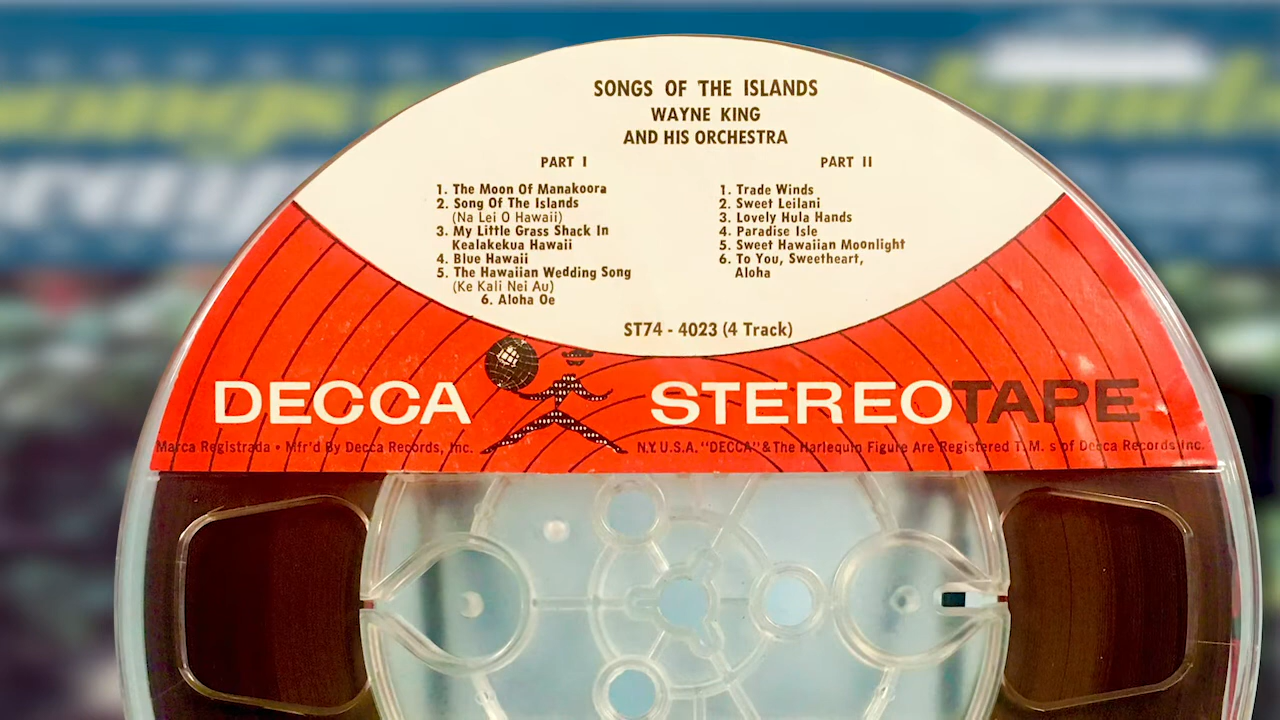 SONGS OF THE ISLANDS
WAYNE KING
AND HIS ORCHESTRA
PART I
1. The Moon Of Manakoora
2. Song Of The Islands
(Na Lei O Hawaii)
3. My Little Grass Shack In
Kealakekua Hawaii
4. Blue Hawaii
5. The Hawaiian Wedding Song
(Ke Kali Nei Au)
6. Aloha Oe
PART II
1. Trade Winds
2. Sweet Leilani
3. Lovely Hula Hands
4. Paradise Isle
5. Sweet Hawaiian Moonlight
6. To You, Sweetheart,
Aloha
ST74 - 4023 (4 Track)
DECCA STEREOTAPE
Marca Registrada • Mfr'd By Decca Records, Inc. N.Y. U.S.A. "DECCA" & The Harlequin Figure Are Registered T. M. s of Decca Records Inc.